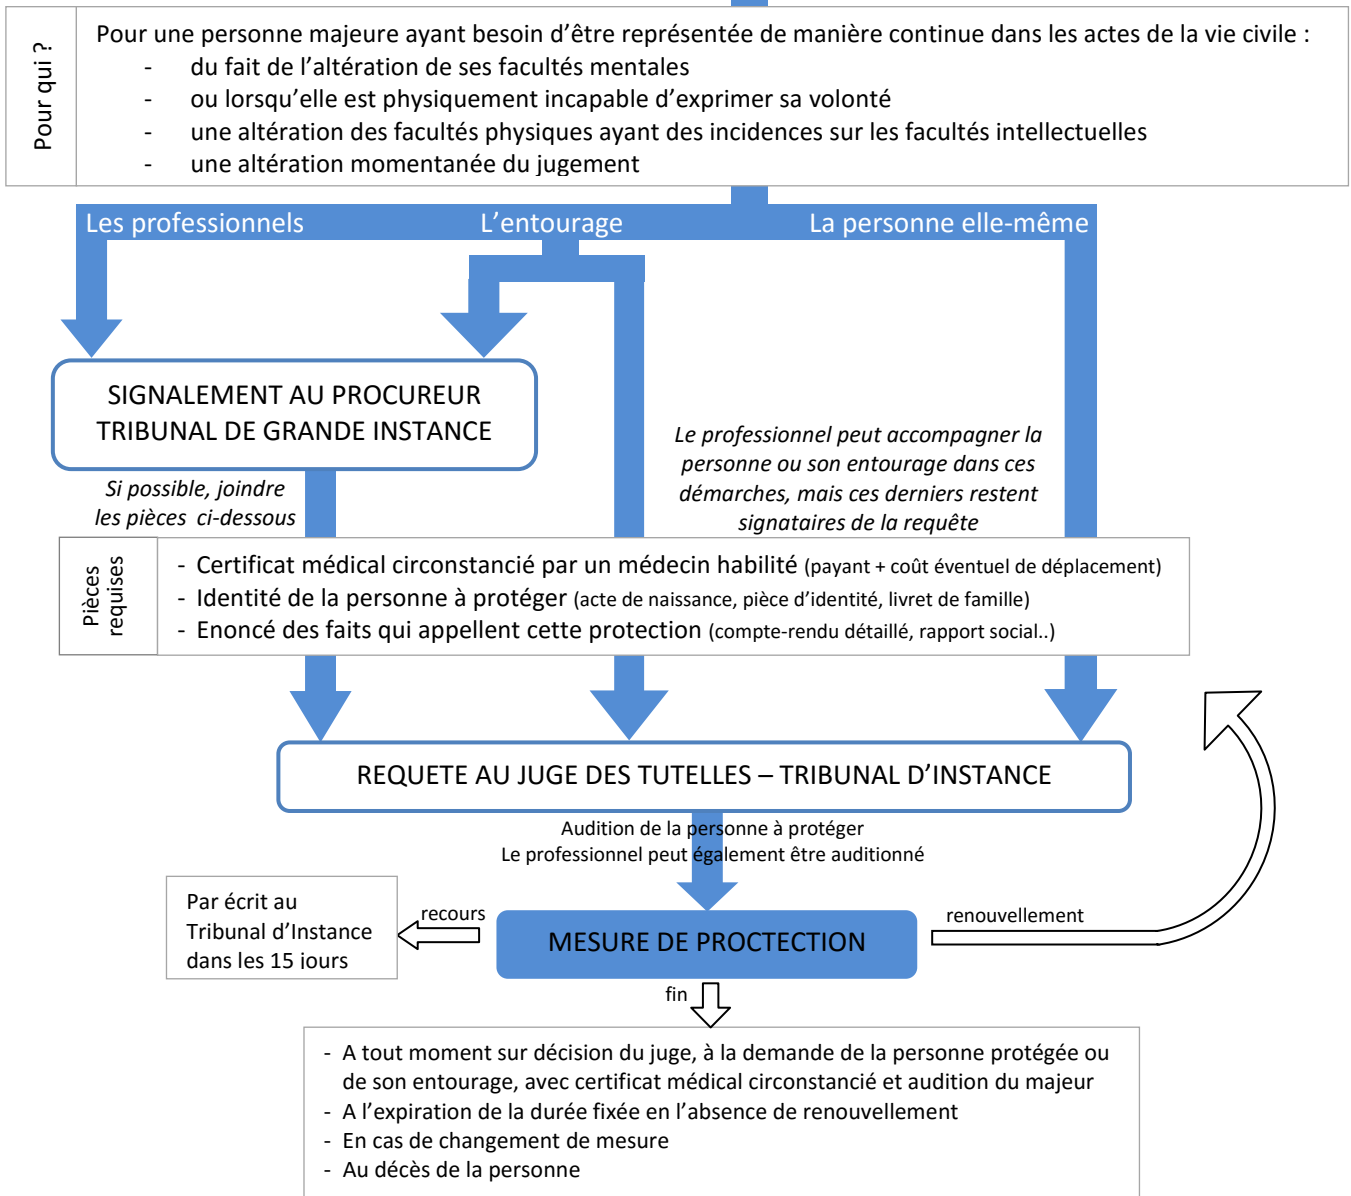 Pour qui ?
Pour une personne majeure ayant besoin d’être représentée de manière continue dans les actes de la vie civile :
- du fait de l’altération de ses facultés mentales
- ou lorsqu’elle est physiquement incapable d’exprimer sa volonté
- une altération des facultés physiques ayant des incidences sur les facultés intellectuelles
- une altération momentanée du jugement
Les professionnels
L’entourage
La personne elle-même
SIGNALEMENT AU PROCUREUR
TRIBUNAL DE GRANDE INSTANCE
Si possible, joindre
les pièces ci-dessous
Le professionnel peut accompagner la
personne ou son entourage dans ces
démarches, mais ces derniers restent
signataires de la requête
Pièces
requises
- Certificat médical circonstancié par un médecin habilité (payant + coût éventuel de déplacement)
- Identité de la personne à protéger (acte de naissance, pièce d’identité, livret de famille)
- Enoncé des faits qui appellent cette protection (compte-rendu détaillé, rapport social..)
REQUETE AU JUGE DES TUTELLES – TRIBUNAL D’INSTANCE
Audition de la personne à protéger
Le professionnel peut également être auditionné
Par écrit au
Tribunal d’Instance
dans les 15 jours
recours
MESURE DE PROCTECTION
renouvellement
fin
- A tout moment sur décision du juge, à la demande de la personne protégée ou
de son entourage, avec certificat médical circonstancié et audition du majeur
- A l’expiration de la durée fixée en l’absence de renouvellement
- En cas de changement de mesure
- Au décès de la personne